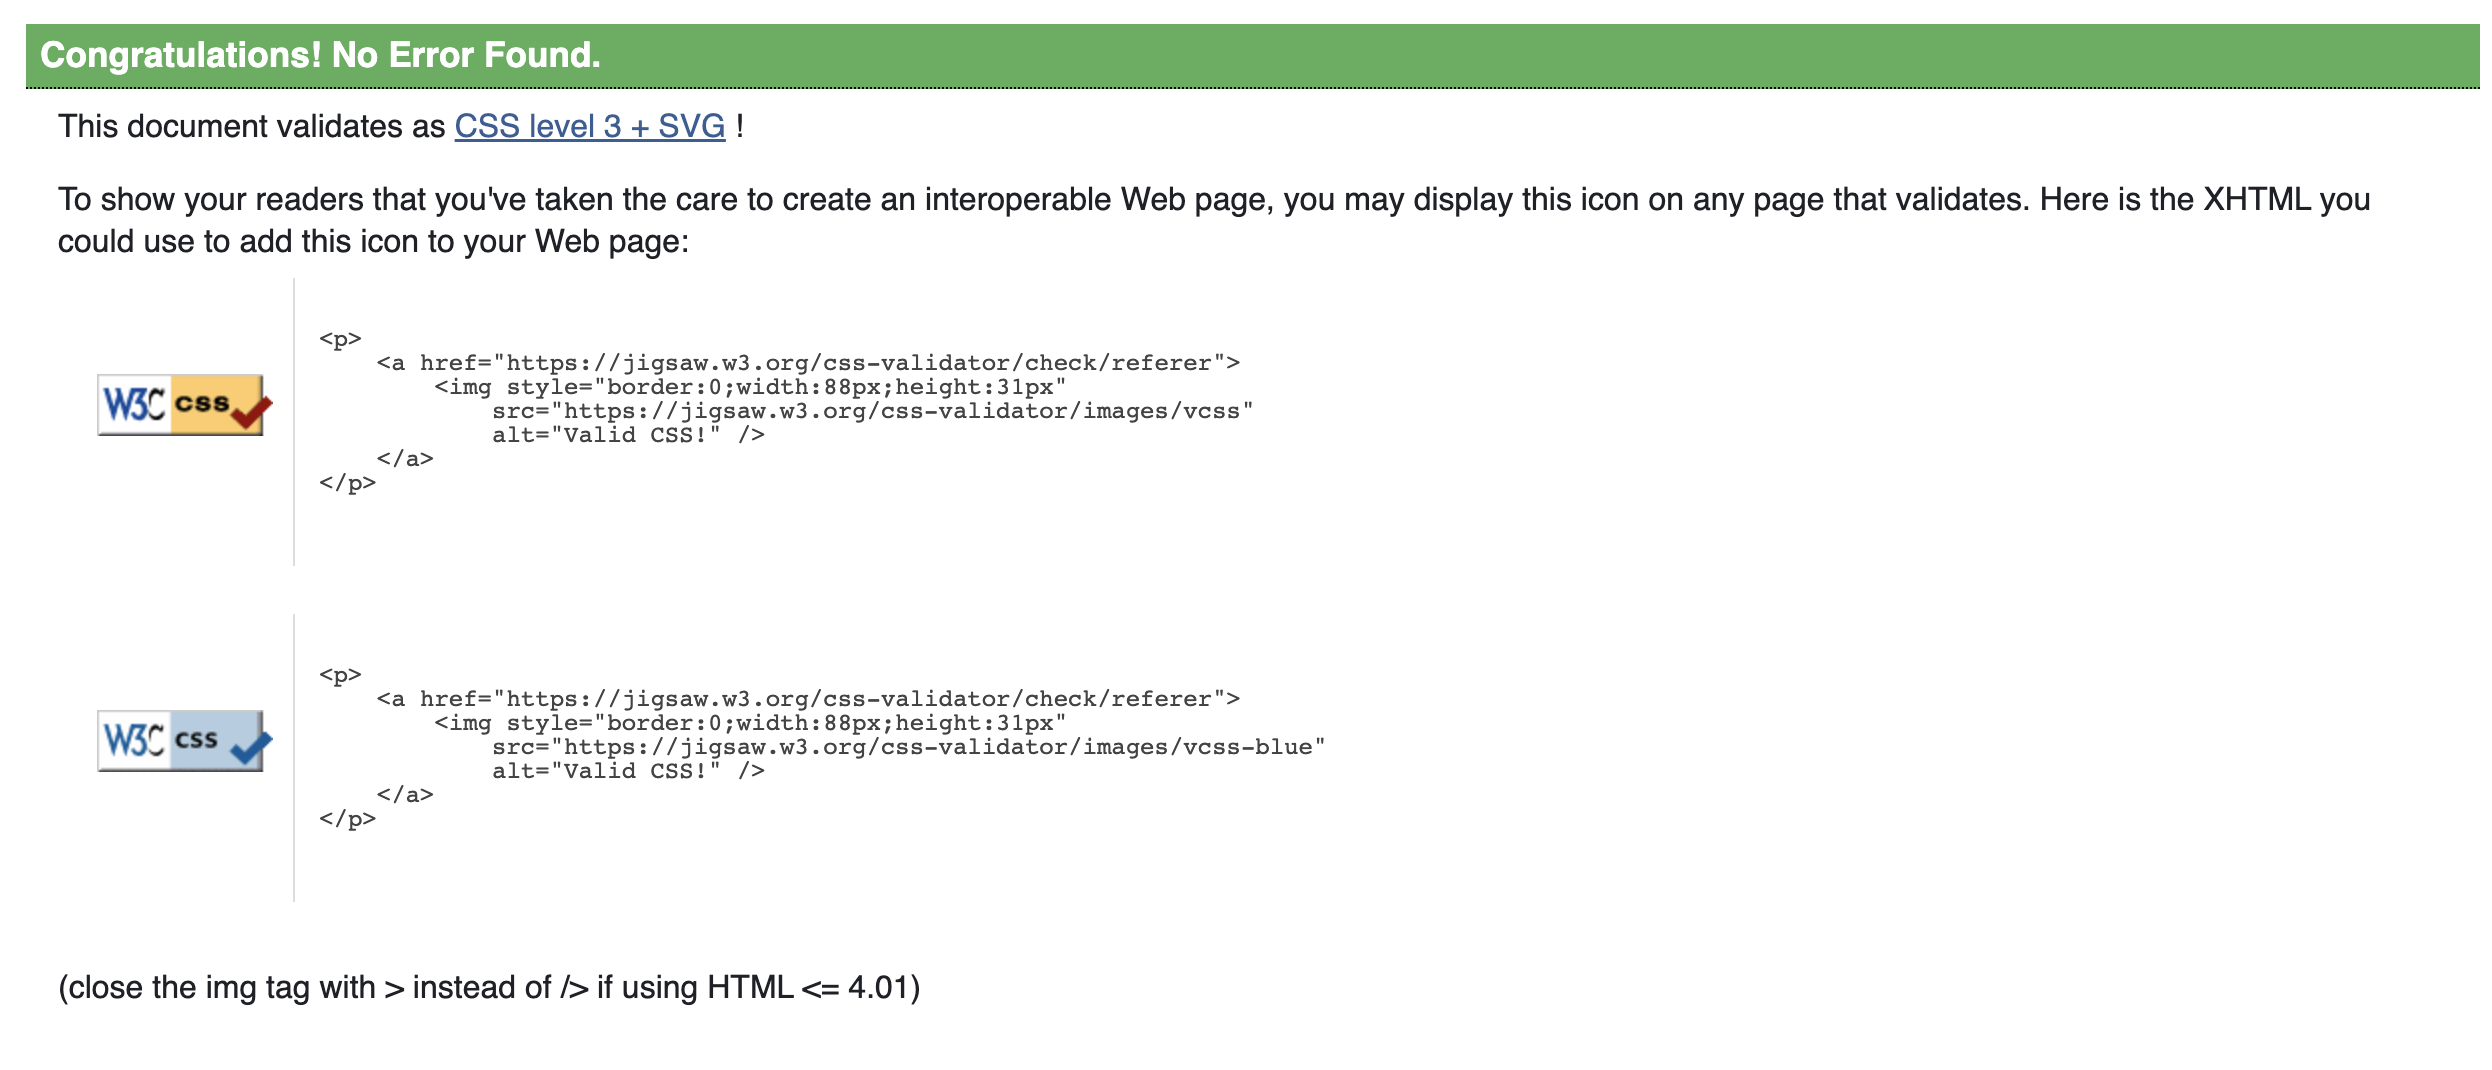 Congratulations! No Error Found.
This document validates as CSS level 3 + SVG !
To show your readers that you've taken the care to create an interoperable Web page, you may display this icon on any page that validates. Here is the XHTML you
could use to add this icon to your Web page:
W3C css
<p>
    <a href="https://jigsaw.w3.org/css-validator/check/referer">
        <img style="border:0;width:88px;height:31px"
            src="https://jigsaw.w3.org/css-validator/images/vcss"
            alt="Valid CSS!" />
    </a>
</p>
W3C css
<p>
    <a href="https://jigsaw.w3.org/css-validator/check/referer">
        <img style="border:0;width:88px;height:31px"
            src="https://jigsaw.w3.org/css-validator/images/vcss-blue"
            alt="Valid CSS!" />
    </a>
</p>
(close the img tag with > instead of /> if using HTML <= 4.01)